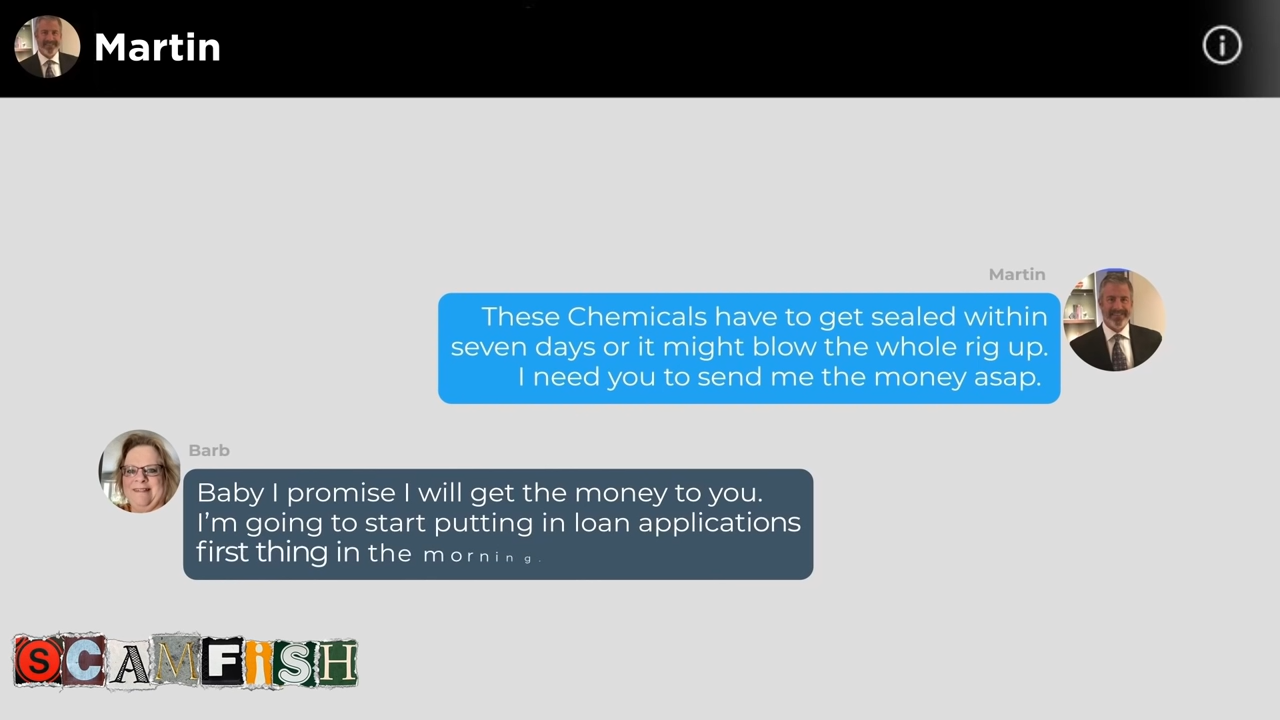 Martin
Martin
These Chemicals have to get sealed within
seven days or it might blow the whole rig up.
I need you to send me the money asap.
Barb
Baby I promise I will get the money to you.
I’m going to start putting in loan applications
first thing in the morning.
SCAMFiSH